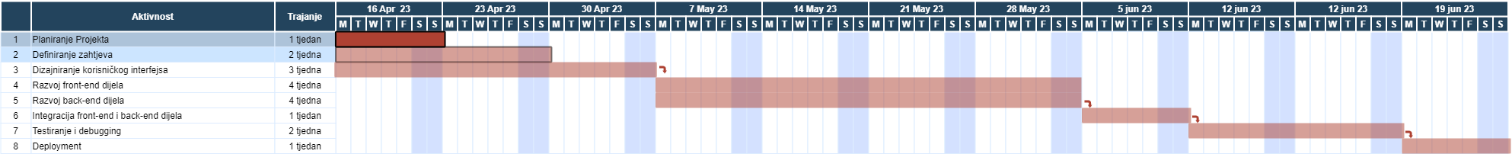 Aktivnost Trajanje 16 Apr 23 23 Apr 23 30 Apr 23 7 May 23 14 May 23 21 May 23 28 May 23 5 jun 23 12 jun 23 12 jun 23 19 jun 23
M T W T F S S M T W T F S S M T W T F S S M T W T F S S M T W T F S S M T W T F S S M T W T F S S M T W T F S S M T W T F S S M T W T F S S M T W T F S S
1 Planiranje Projekta 1 tjedan
2 Definiranje zahtjeva 2 tjedna
3 Dizajniranje korisničkog interfejsa 3 tjedna
4 Razvoj front-end dijela 4 tjedna
5 Razvoj back-end dijela 4 tjedna
6 Integracija front-end i back-end dijela 1 tjedan
7 Testiranje i debugging 2 tjedna
8 Deployment 1 tjedan